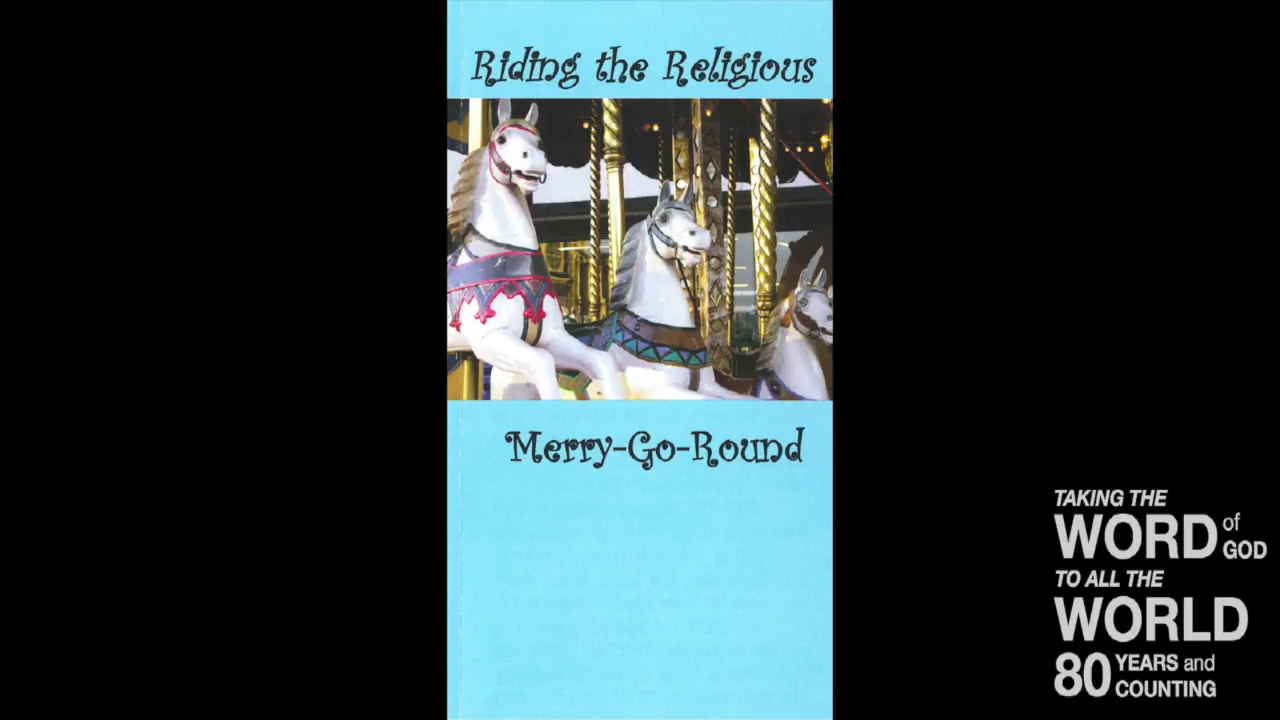 Riding the Religious
Merry-Go-Round
TAKING THE
WORD of GOD
TO ALL THE
WORLD
80 YEARS and
COUNTING